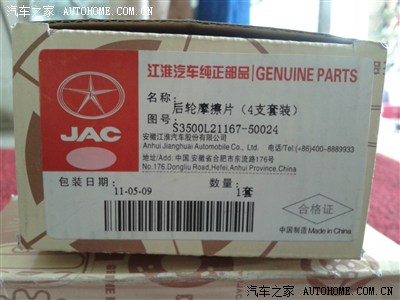 汽车之家 AUTOHOME.COM.CN
江淮汽车纯正部品 GENUINE PARTS
JAC
名称: 后轮摩擦片(4支套装)
图号: S3500L21167-50024
安徽江淮汽车股份有限公司
Anhui Jianghuai Automobile Co., Ltd. Tel/电话:(+86)400-8889933
地址/Add:中国.安徽省合肥市东流路176号
No.176.Dongliu Road,Hefei,Anhui Province.China
包装日期: 11-05-09
1套
合格证
中国制造 Made in China
GENUINE PA
汽车之家 AUTOHOME.COM.CN